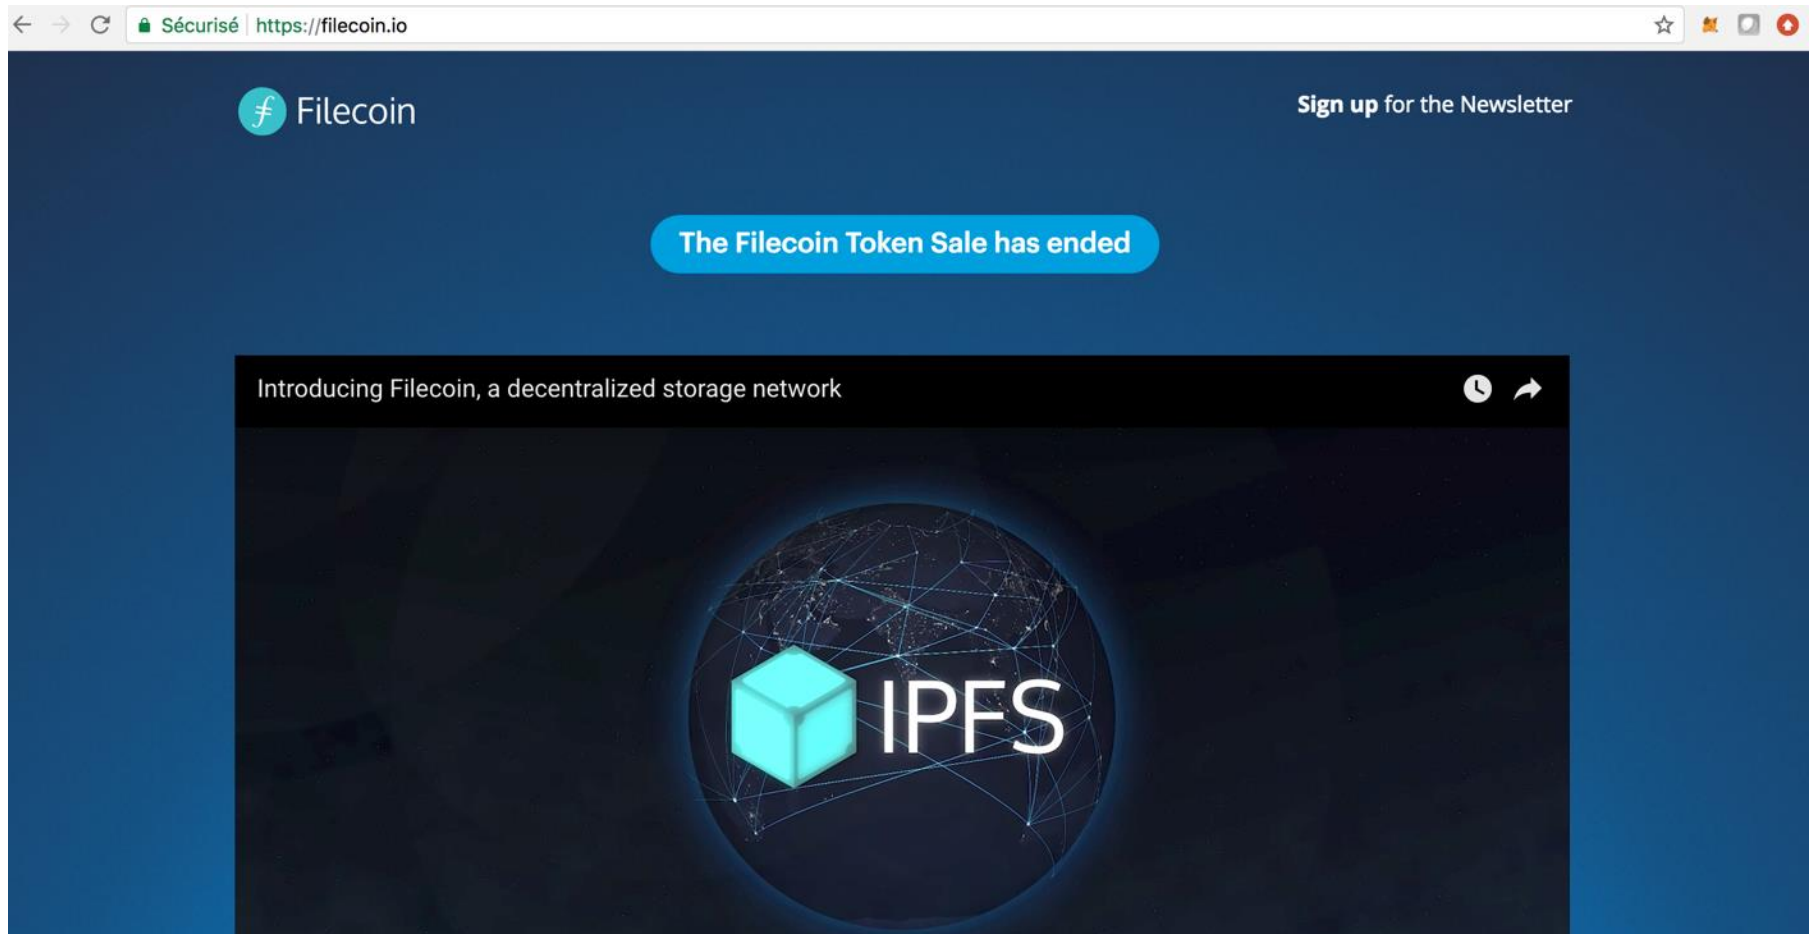 Sécurisé https://filecoin.io
Filecoin
Sign up for the Newsletter
The Filecoin Token Sale has ended
Introducing Filecoin, a decentralized storage network
IPFS